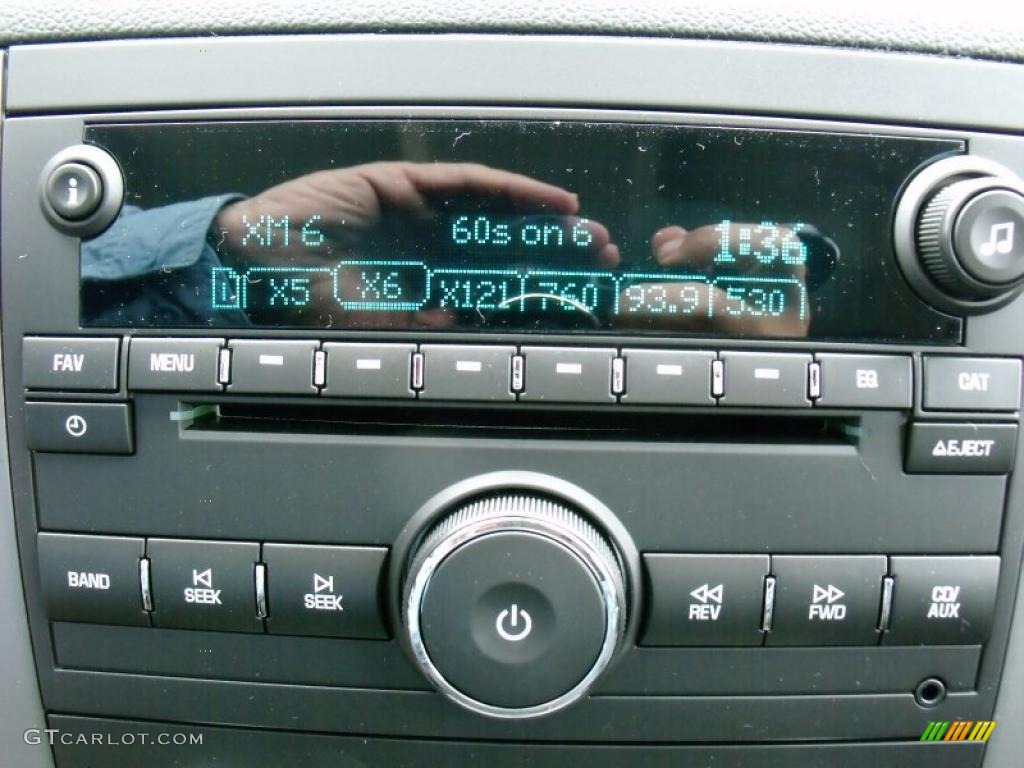 i
XM 6 60s on 6 1:36
D X5 X6 X121 760 93.9 530
FAV MENU EQ CAT
EJECT
BAND SEEK SEEK REV FWD CD/
AUX
GTCARLOT.COM